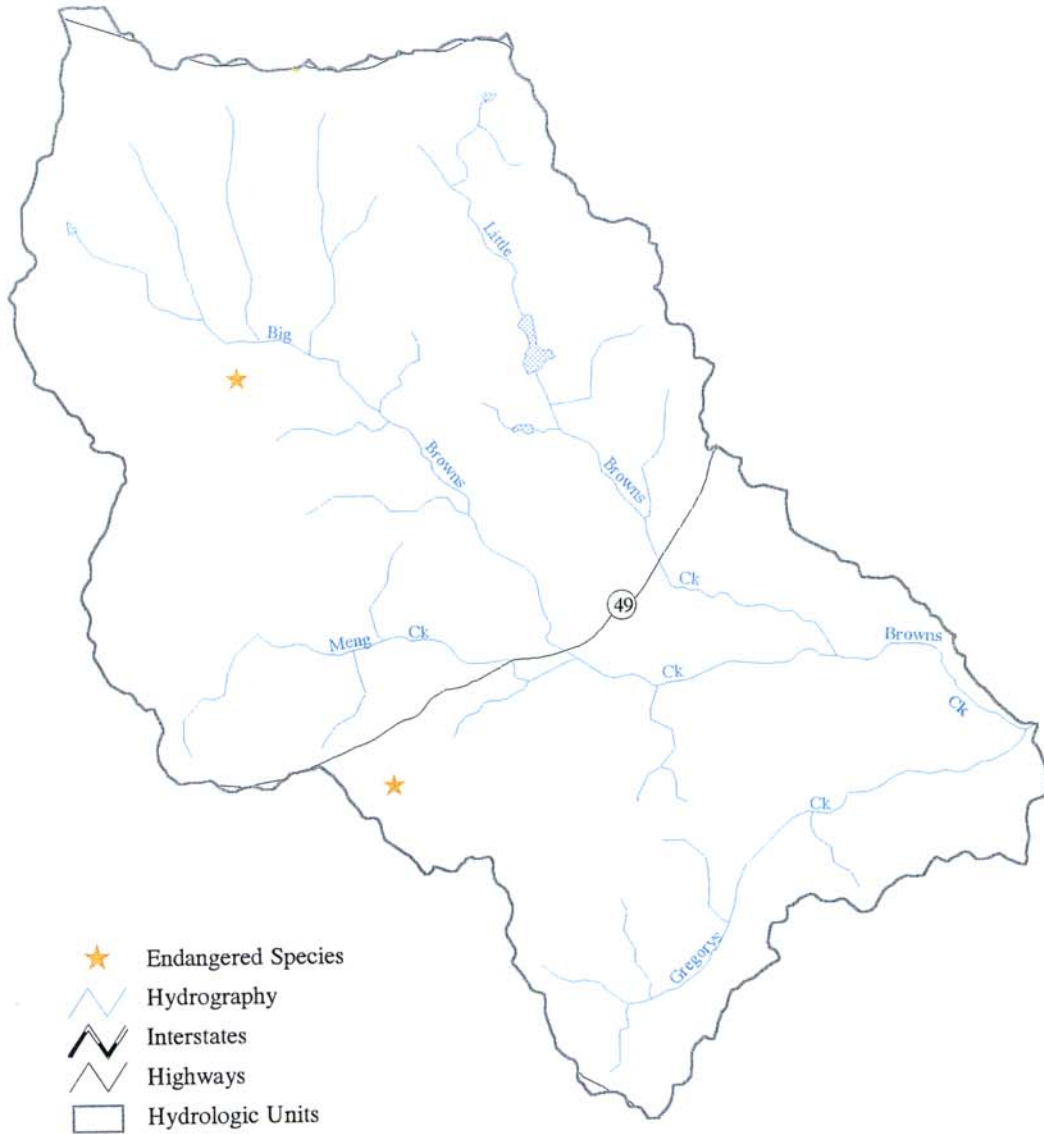 Little
Big
Browns
Browns
49
Ck
Meng Ck
Browns
Ck
Ck
Ck
Gregorys
Endangered Species
Hydrography
Interstates
Highways
Hydrologic Units